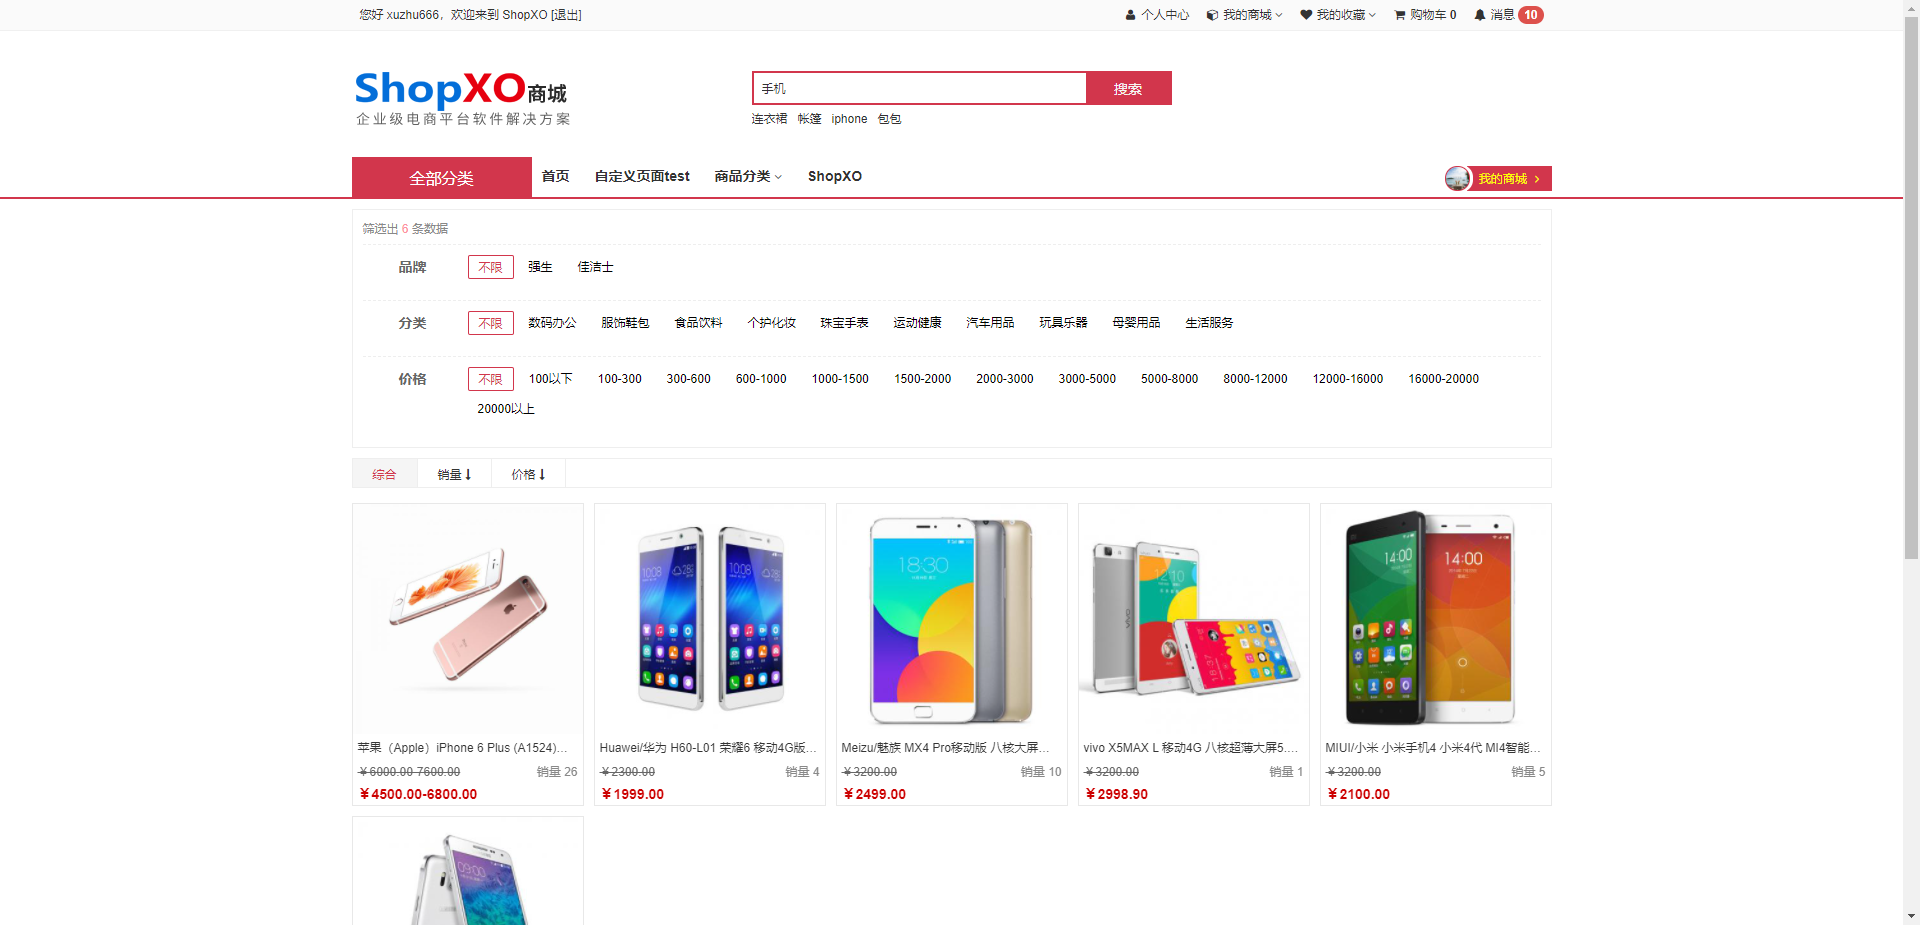 您好 xuzhu666，欢迎来到 ShopXO [退出]
个人中心 我的商城 我的收藏 购物车 0 消息 10
ShopXO商城
企业级电商平台软件解决方案
手机 搜索
连衣裙 帐篷 iphone 包包
全部分类 首页 自定义页面test 商品分类 ShopXO 我的商城
筛选出 6 条数据
品牌 不限 强生 佳洁士
分类 不限 数码办公 服饰鞋包 食品饮料 个护化妆 珠宝手表 运动健康 汽车用品 玩具乐器 母婴用品 生活服务
价格 不限 100以下 100-300 300-600 600-1000 1000-1500 1500-2000 2000-3000 3000-5000 5000-8000 8000-12000 12000-16000 16000-20000
20000以上
综合 销量 价格
苹果（Apple）iPhone 6 Plus (A1524)…
￥6000.00-7600.00 销量 26
￥4500.00-6800.00
Huawei/华为 H60-L01 荣耀6 移动4G版…
￥2300.00 销量 4
￥1999.00
Meizu/魅族 MX4 Pro移动版 八核大屏…
￥3200.00 销量 10
￥2499.00
vivo X5MAX L 移动4G 八核超薄大屏5.…
￥3200.00 销量 1
￥2998.90
MIUI/小米 小米手机4 小米4代 MI4智能…
￥3200.00 销量 5
￥2100.00